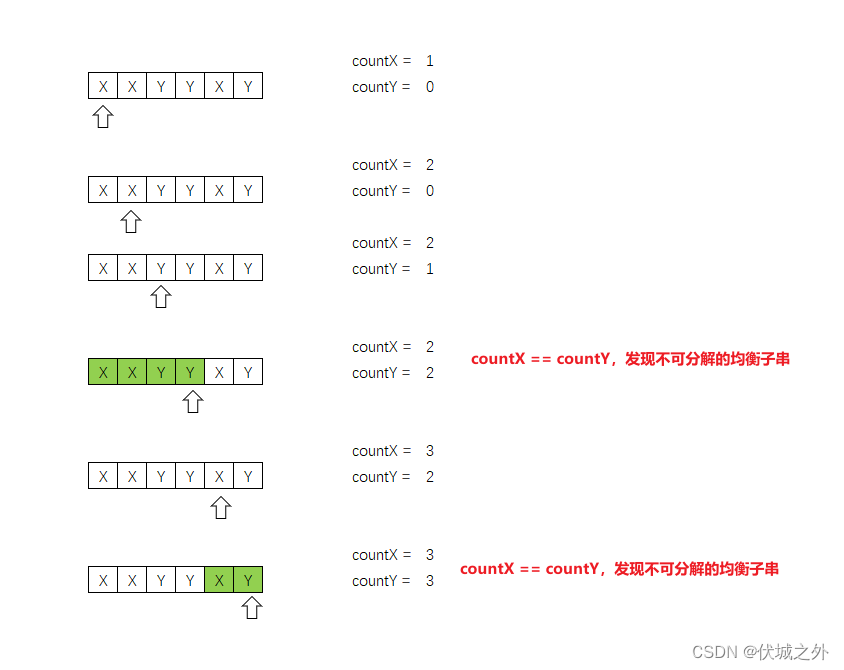 countX = 1
X X Y Y X Y
countY = 0
countX = 2
X X Y Y X Y
countY = 0
countX = 2
X X Y Y X Y
countY = 1
countX = 2
countX == countY，发现不可分解的均衡子串
X X Y Y X Y
countY = 2
countX = 3
X X Y Y X Y
countY = 2
countX = 3
countX == countY，发现不可分解的均衡子串
X X Y Y X Y
countY = 3
CSDN @伏城之外